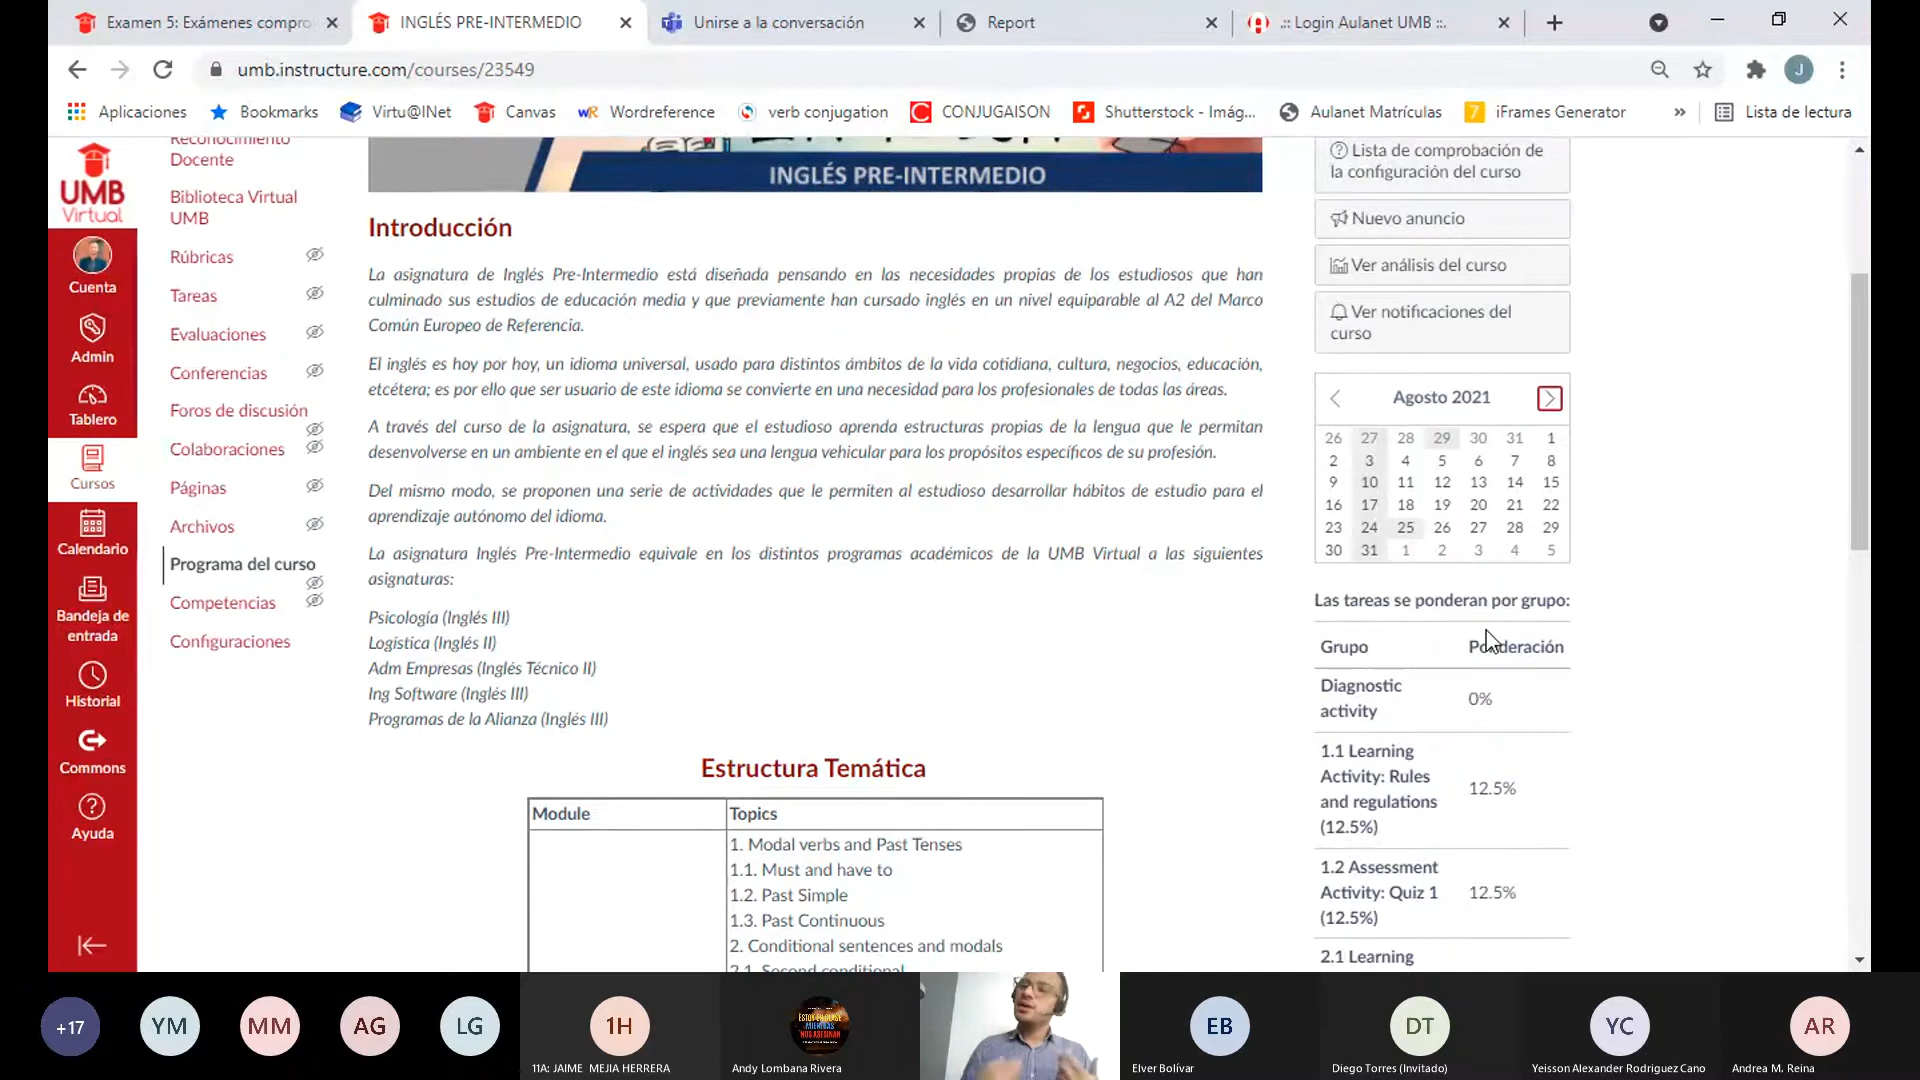 Examen 5: Exámenes compro
INGLÉS PRE-INTERMEDIO
Unirse a la conversación
Report
.:: Login Aulanet UMB ::.
umb.instructure.com/courses/23549
J
Aplicaciones
Bookmarks
Virtu@lNet
Canvas
Wordreference
verb conjugation
CONJUGAISON
Shutterstock - Imág...
Aulanet Matrículas
iFrames Generator
»
Lista de lectura
UMB
Virtual
Cuenta
Admin
Tablero
Cursos
Calendario
Bandeja de
entrada
Historial
Commons
Ayuda
Reconocimiento
Docente
Biblioteca Virtual
UMB
Rúbricas
Tareas
Evaluaciones
Conferencias
Foros de discusión
Colaboraciones
Páginas
Archivos
Programa del curso
Competencias
Configuraciones
INGLÉS PRE-INTERMEDIO
Introducción
La asignatura de Inglés Pre-Intermedio está diseñada pensando en las necesidades propias de los estudiosos que han
culminado sus estudios de educación media y que previamente han cursado inglés en un nivel equiparable al A2 del Marco
Común Europeo de Referencia.
El inglés es hoy por hoy, un idioma universal, usado para distintos ámbitos de la vida cotidiana, cultura, negocios, educación,
etcétera; es por ello que ser usuario de este idioma se convierte en una necesidad para los profesionales de todas las áreas.
A través del curso de la asignatura, se espera que el estudioso aprenda estructuras propias de la lengua que le permitan
desenvolverse en un ambiente en el que el inglés sea una lengua vehicular para los propósitos específicos de su profesión.
Del mismo modo, se proponen una serie de actividades que le permiten al estudioso desarrollar hábitos de estudio para el
aprendizaje autónomo del idioma.
La asignatura Inglés Pre-Intermedio equivale en los distintos programas académicos de la UMB Virtual a las siguientes
asignaturas:
Psicología (Inglés III)
Logística (Inglés II)
Adm Empresas (Inglés Técnico II)
Ing Software (Inglés III)
Programas de la Alianza (Inglés III)
Estructura Temática
Module Topics
1. Modal verbs and Past Tenses
1.1. Must and have to
1.2. Past Simple
1.3. Past Continuous
2. Conditional sentences and modals
2.1. Second conditional
Lista de comprobación de
la configuración del curso
Nuevo anuncio
Ver análisis del curso
Ver notificaciones del
curso
Agosto 2021
26 27 28 29 30 31 1
2 3 4 5 6 7 8
9 10 11 12 13 14 15
16 17 18 19 20 21 22
23 24 25 26 27 28 29
30 31 1 2 3 4 5
Las tareas se ponderan por grupo:
Grupo Ponderación
Diagnostic
activity
0%
1.1 Learning
Activity: Rules
and regulations
(12.5%)
12.5%
1.2 Assessment
Activity: Quiz 1
(12.5%)
12.5%
2.1 Learning
+17
YM
MM
AG
LG
1H
11A: JAIME MEJIA HERRERA
ESTOY EN CLASE
MIENTRAS
NOS ASESINAN
Andy Lombana Rivera
EB
Elver Bolívar
DT
Diego Torres (Invitado)
YC
Yeisson Alexander Rodriguez Cano
AR
Andrea M. Reina